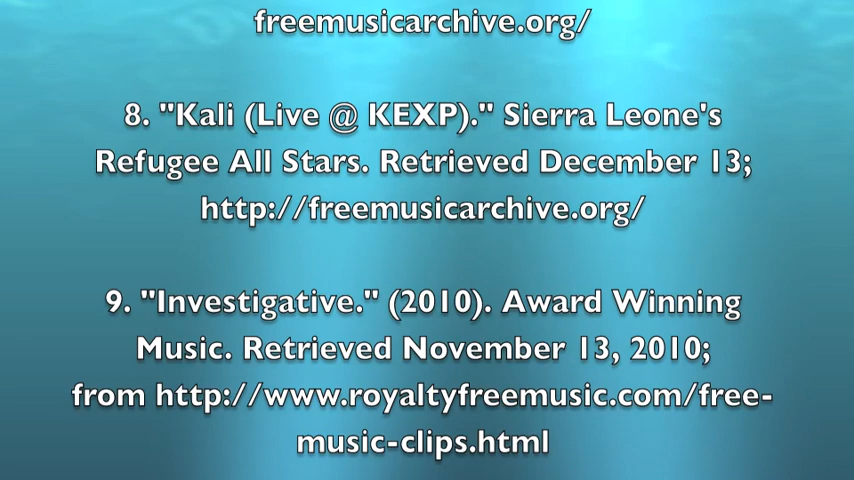 freemusicarchive.org/
8. "Kali (Live @ KEXP)." Sierra Leone's
Refugee All Stars. Retrieved December 13;
http://freemusicarchive.org/
9. "Investigative." (2010). Award Winning
Music. Retrieved November 13, 2010;
from http://www.royaltyfreemusic.com/free-
music-clips.html